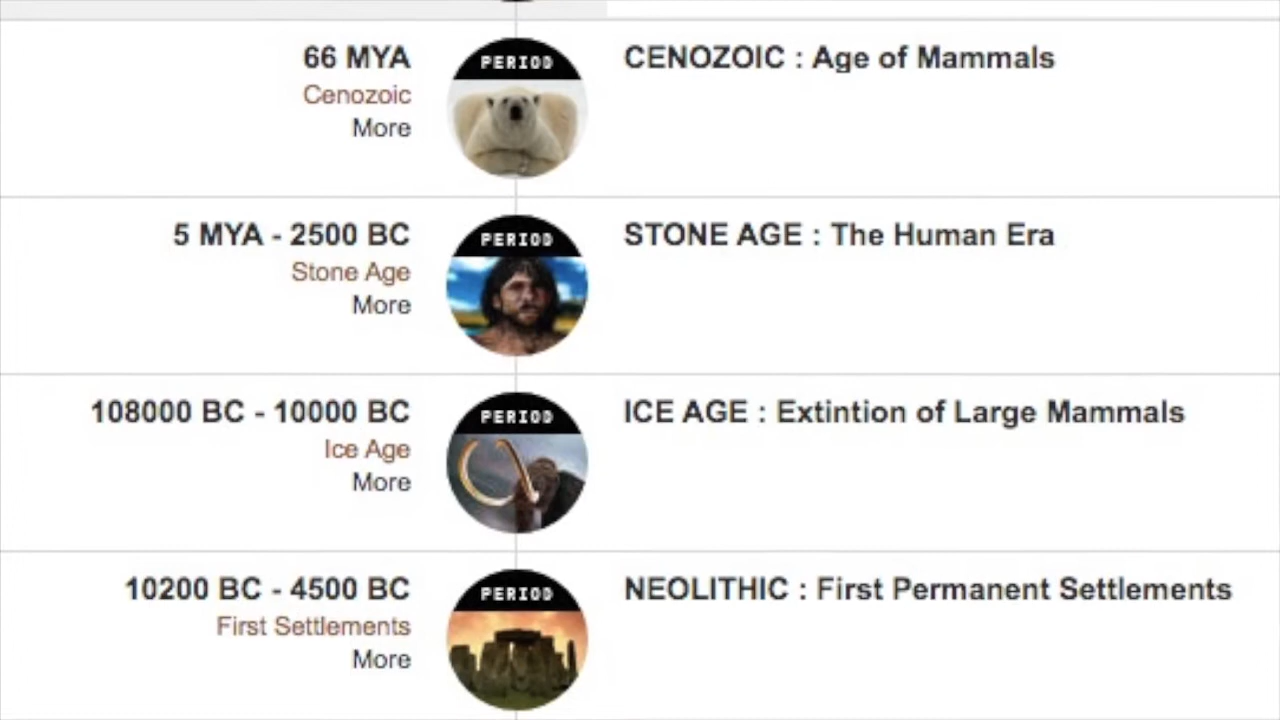 66 MYA
Cenozoic
More
PERIOD
CENOZOIC : Age of Mammals
5 MYA - 2500 BC
Stone Age
More
PERIOD
STONE AGE : The Human Era
108000 BC - 10000 BC
Ice Age
More
PERIOD
ICE AGE : Extintion of Large Mammals
10200 BC - 4500 BC
First Settlements
More
PERIOD
NEOLITHIC : First Permanent Settlements